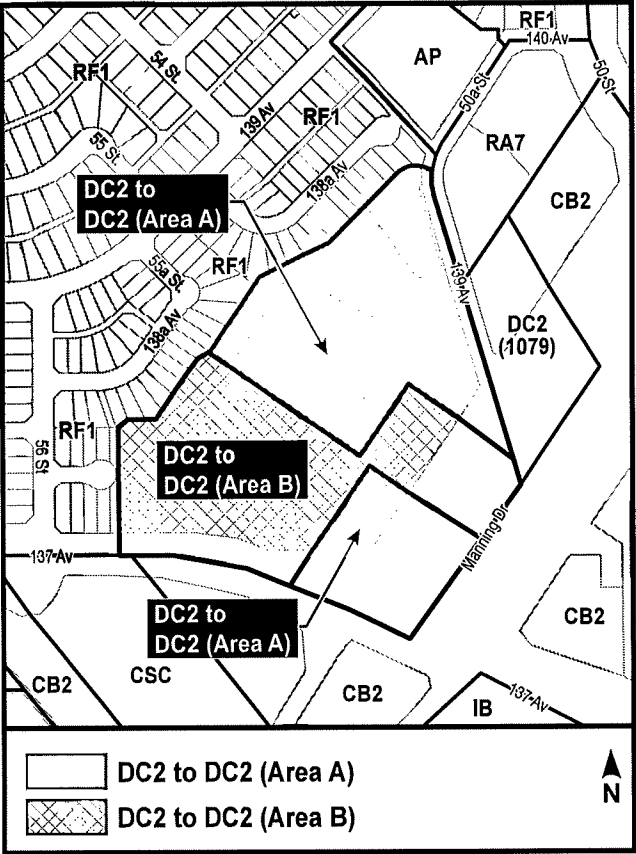 RF1
140 Av
54 St.
AP
50 St
RF1
50a St
139 Av
RF1
RA7
55 St.
138a Av
DC2 to
DC2 (Area A)
CB2
RF1
55a St.
139 Av
138a Av
DC2
(1079)
RF1
56 St
DC2 to
DC2 (Area B)
137 Av
Manning Dr
DC2 to
DC2 (Area A)
CB2
CB2
CSC
CB2
IB
137 Av
DC2 to DC2 (Area A)
DC2 to DC2 (Area B)
N